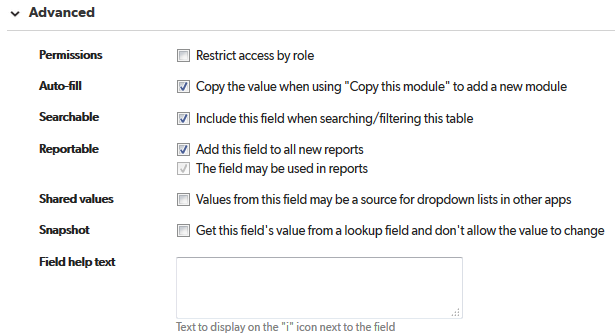 Advanced
Permissions Restrict access by role
Auto-fill Copy the value when using "Copy this module" to add a new module
Searchable Include this field when searching/filtering this table
Reportable Add this field to all new reports
The field may be used in reports
Shared values Values from this field may be a source for dropdown lists in other apps
Snapshot Get this field's value from a lookup field and don't allow the value to change
Field help text
Text to display on the "i" icon next to the field